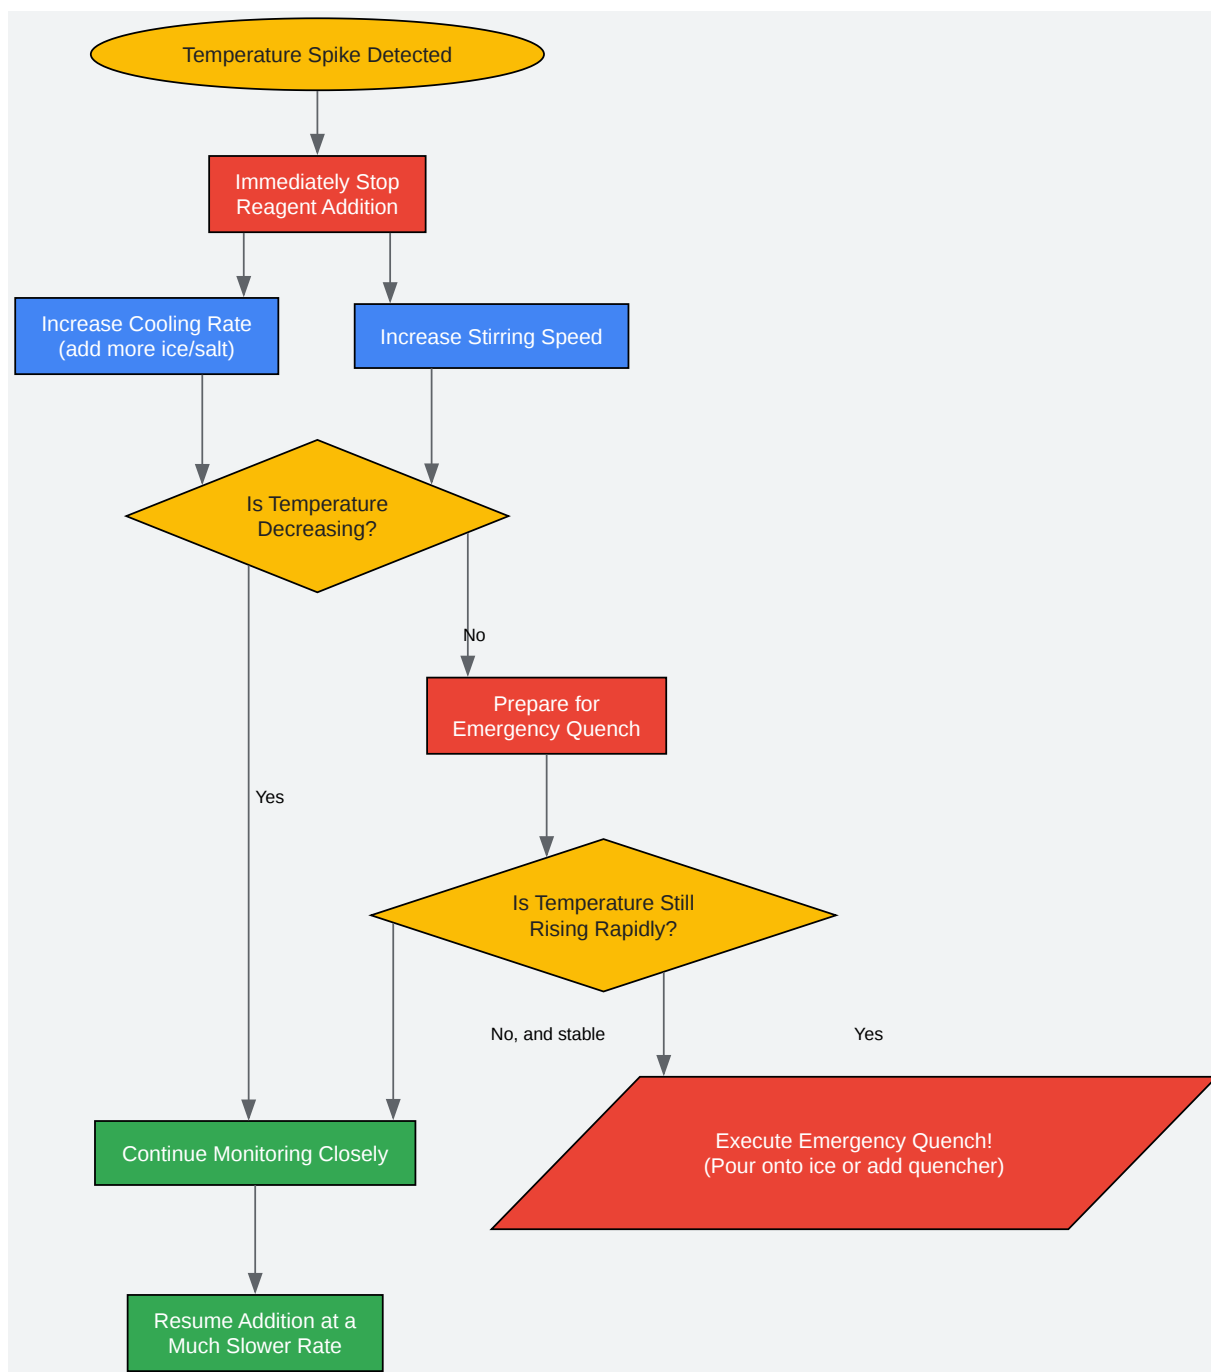 Temperature Spike Detected
Immediately Stop
Reagent Addition
Increase Cooling Rate
(add more ice/salt)
Increase Stirring Speed
Is Temperature
Decreasing?
No
Prepare for
Emergency Quench
Yes
Is Temperature Still
Rising Rapidly?
No, and stable
Yes
Execute Emergency Quench!
(Pour onto ice or add quencher)
Continue Monitoring Closely
Resume Addition at a
Much Slower Rate